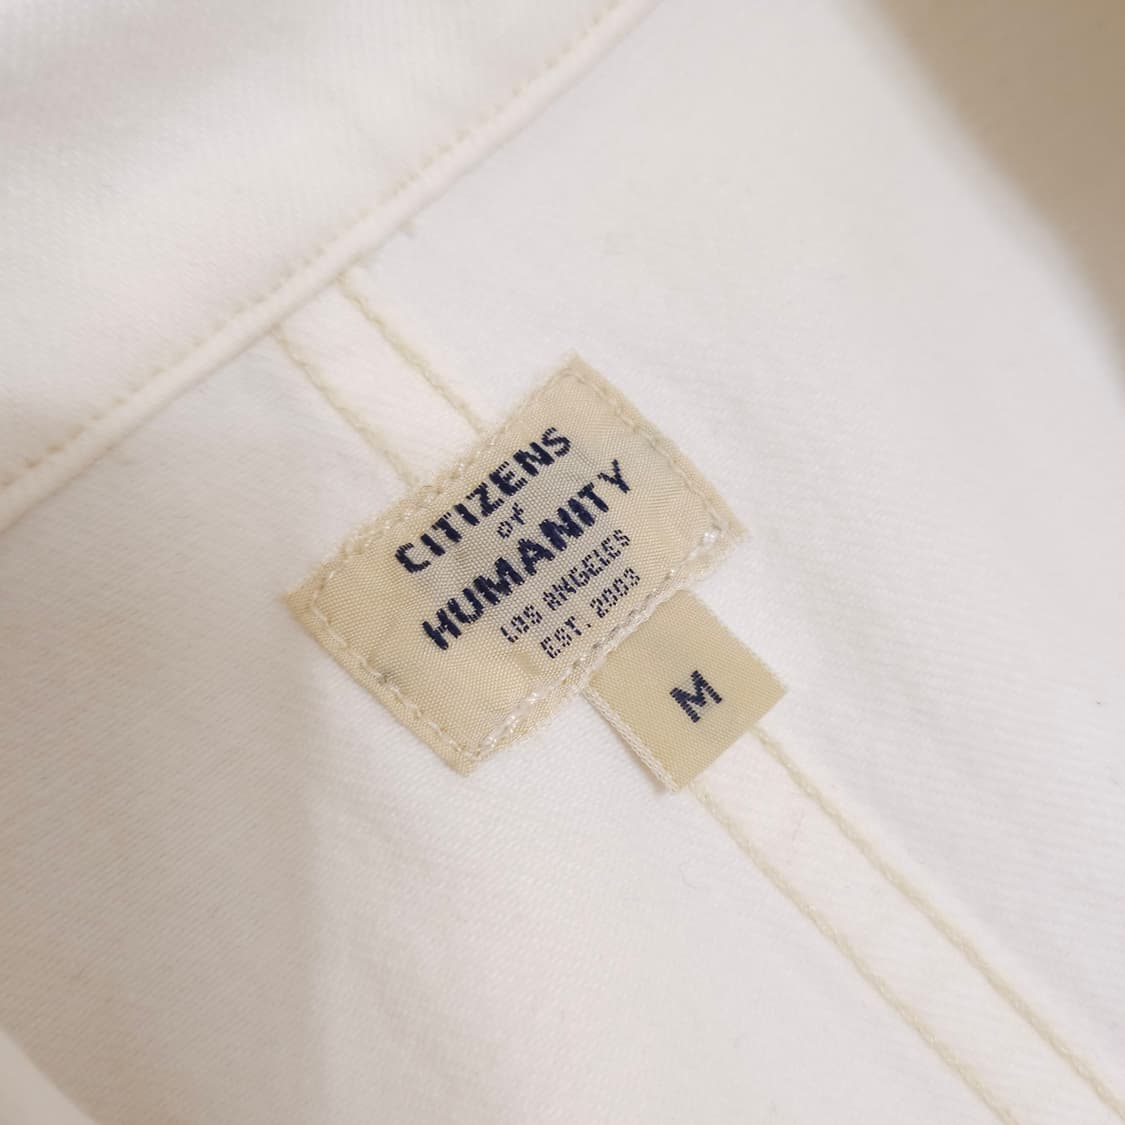 CITIZENS
of
HUMANITY
LOS ANGELES
EST. 2003
M